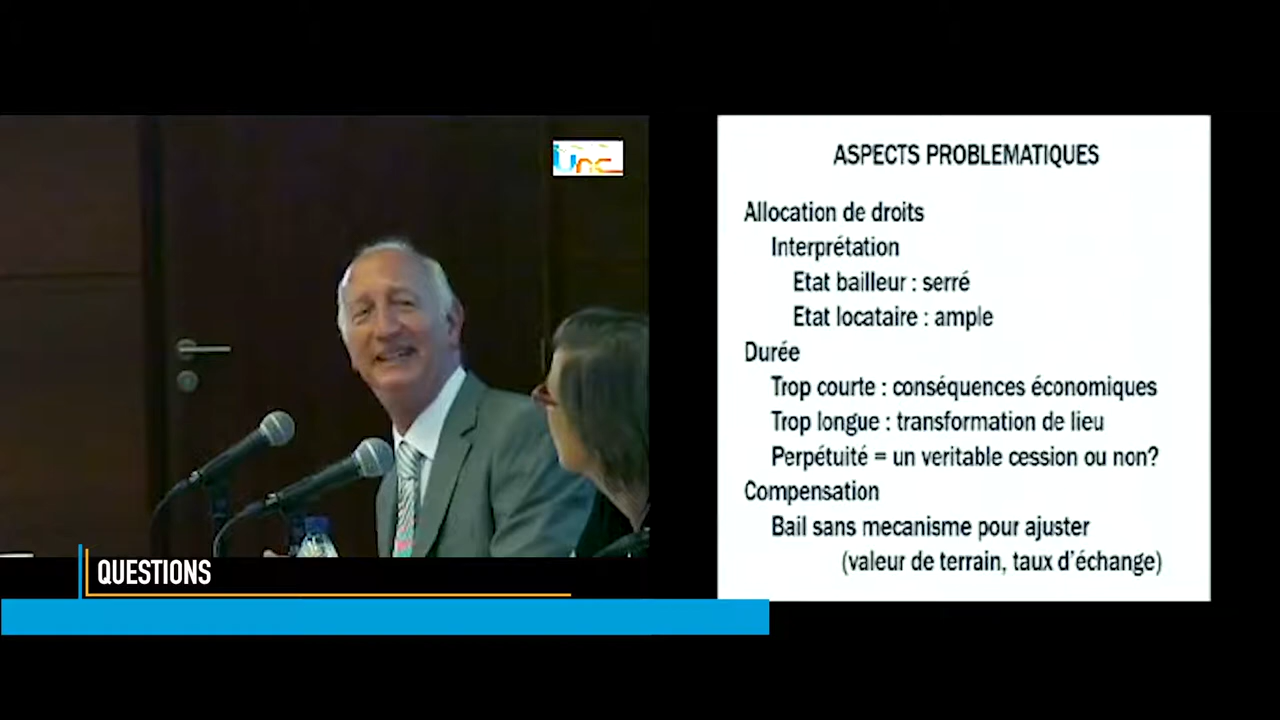 unc
ASPECTS PROBLEMATIQUES
Allocation de droits
Interprétation
Etat bailleur : serré
Etat locataire : ample
Durée
Trop courte : conséquences économiques
Trop longue : transformation de lieu
Perpétuité = un veritable cession ou non?
Compensation
Bail sans mecanisme pour ajuster
(valeur de terrain, taux d'échange)
QUESTIONS